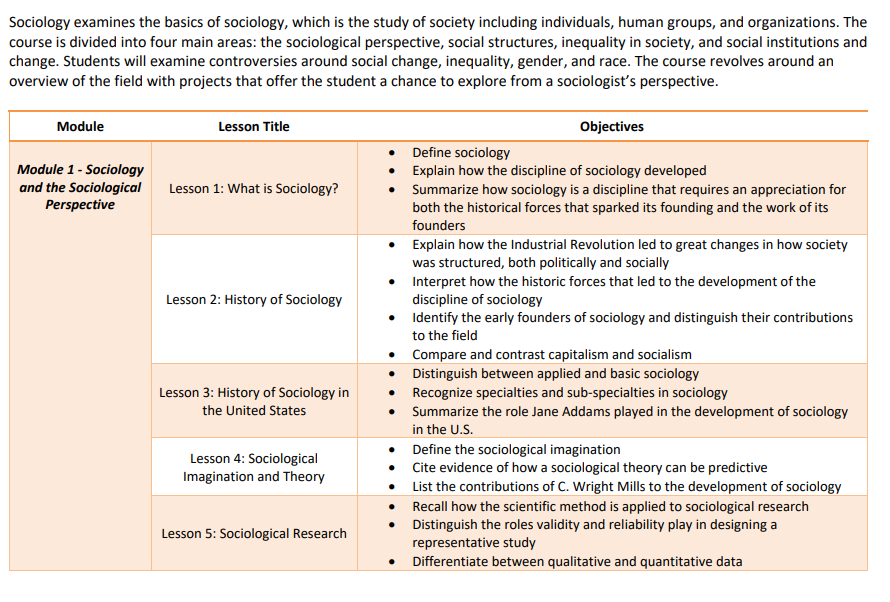 Sociology examines the basics of sociology, which is the study of society including individuals, human groups, and organizations. The
course is divided into four main areas: the sociological perspective, social structures, inequality in society, and social institutions and
change. Students will examine controversies around social change, inequality, gender, and race. The course revolves around an
overview of the field with projects that offer the student a chance to explore from a sociologist's perspective.
Module Lesson Title Objectives
Module 1 - Sociology
and the Sociological
Perspective
Lesson 1: What is Sociology?
• Define sociology
• Explain how the discipline of sociology developed
• Summarize how sociology is a discipline that requires an appreciation for
both the historical forces that sparked its founding and the work of its
founders
Lesson 2: History of Sociology
• Explain how the Industrial Revolution led to great changes in how society
was structured, both politically and socially
• Interpret how the historic forces that led to the development of the
discipline of sociology
• Identify the early founders of sociology and distinguish their contributions
to the field
• Compare and contrast capitalism and socialism
Lesson 3: History of Sociology in
the United States
• Distinguish between applied and basic sociology
• Recognize specialties and sub-specialties in sociology
• Summarize the role Jane Addams played in the development of sociology
in the U.S.
Lesson 4: Sociological
Imagination and Theory
• Define the sociological imagination
• Cite evidence of how a sociological theory can be predictive
• List the contributions of C. Wright Mills to the development of sociology
Lesson 5: Sociological Research
• Recall how the scientific method is applied to sociological research
• Distinguish the roles validity and reliability play in designing a
representative study
• Differentiate between qualitative and quantitative data